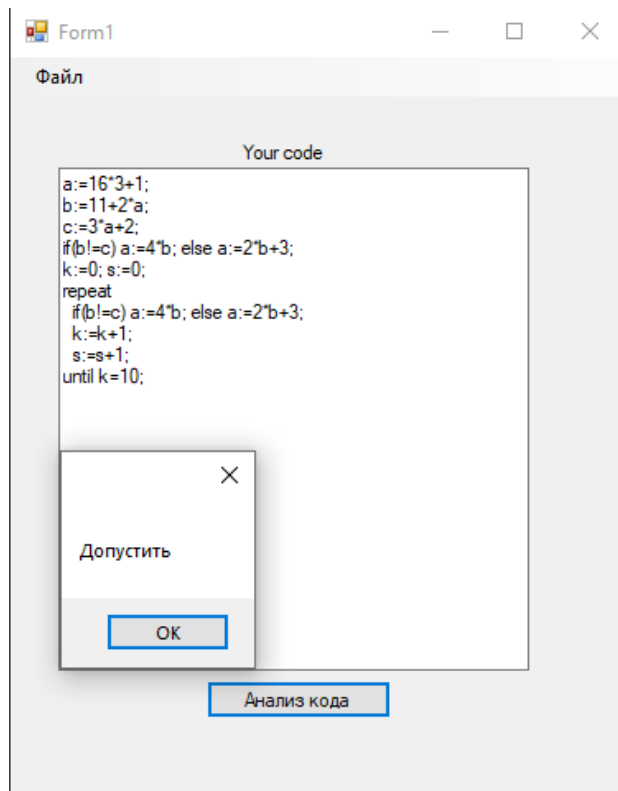 Form1
Файл
Your code
a:=16*3+1;
b:=11+2*a;
c:=3*a+2;
if(b!=c) a:=4*b; else a:=2*b+3;
k:=0; s:=0;
repeat
  if(b!=c) a:=4*b; else a:=2*b+3;
  k:=k+1;
  s:=s+1;
until k=10;
Допустить
OK
Анализ кода